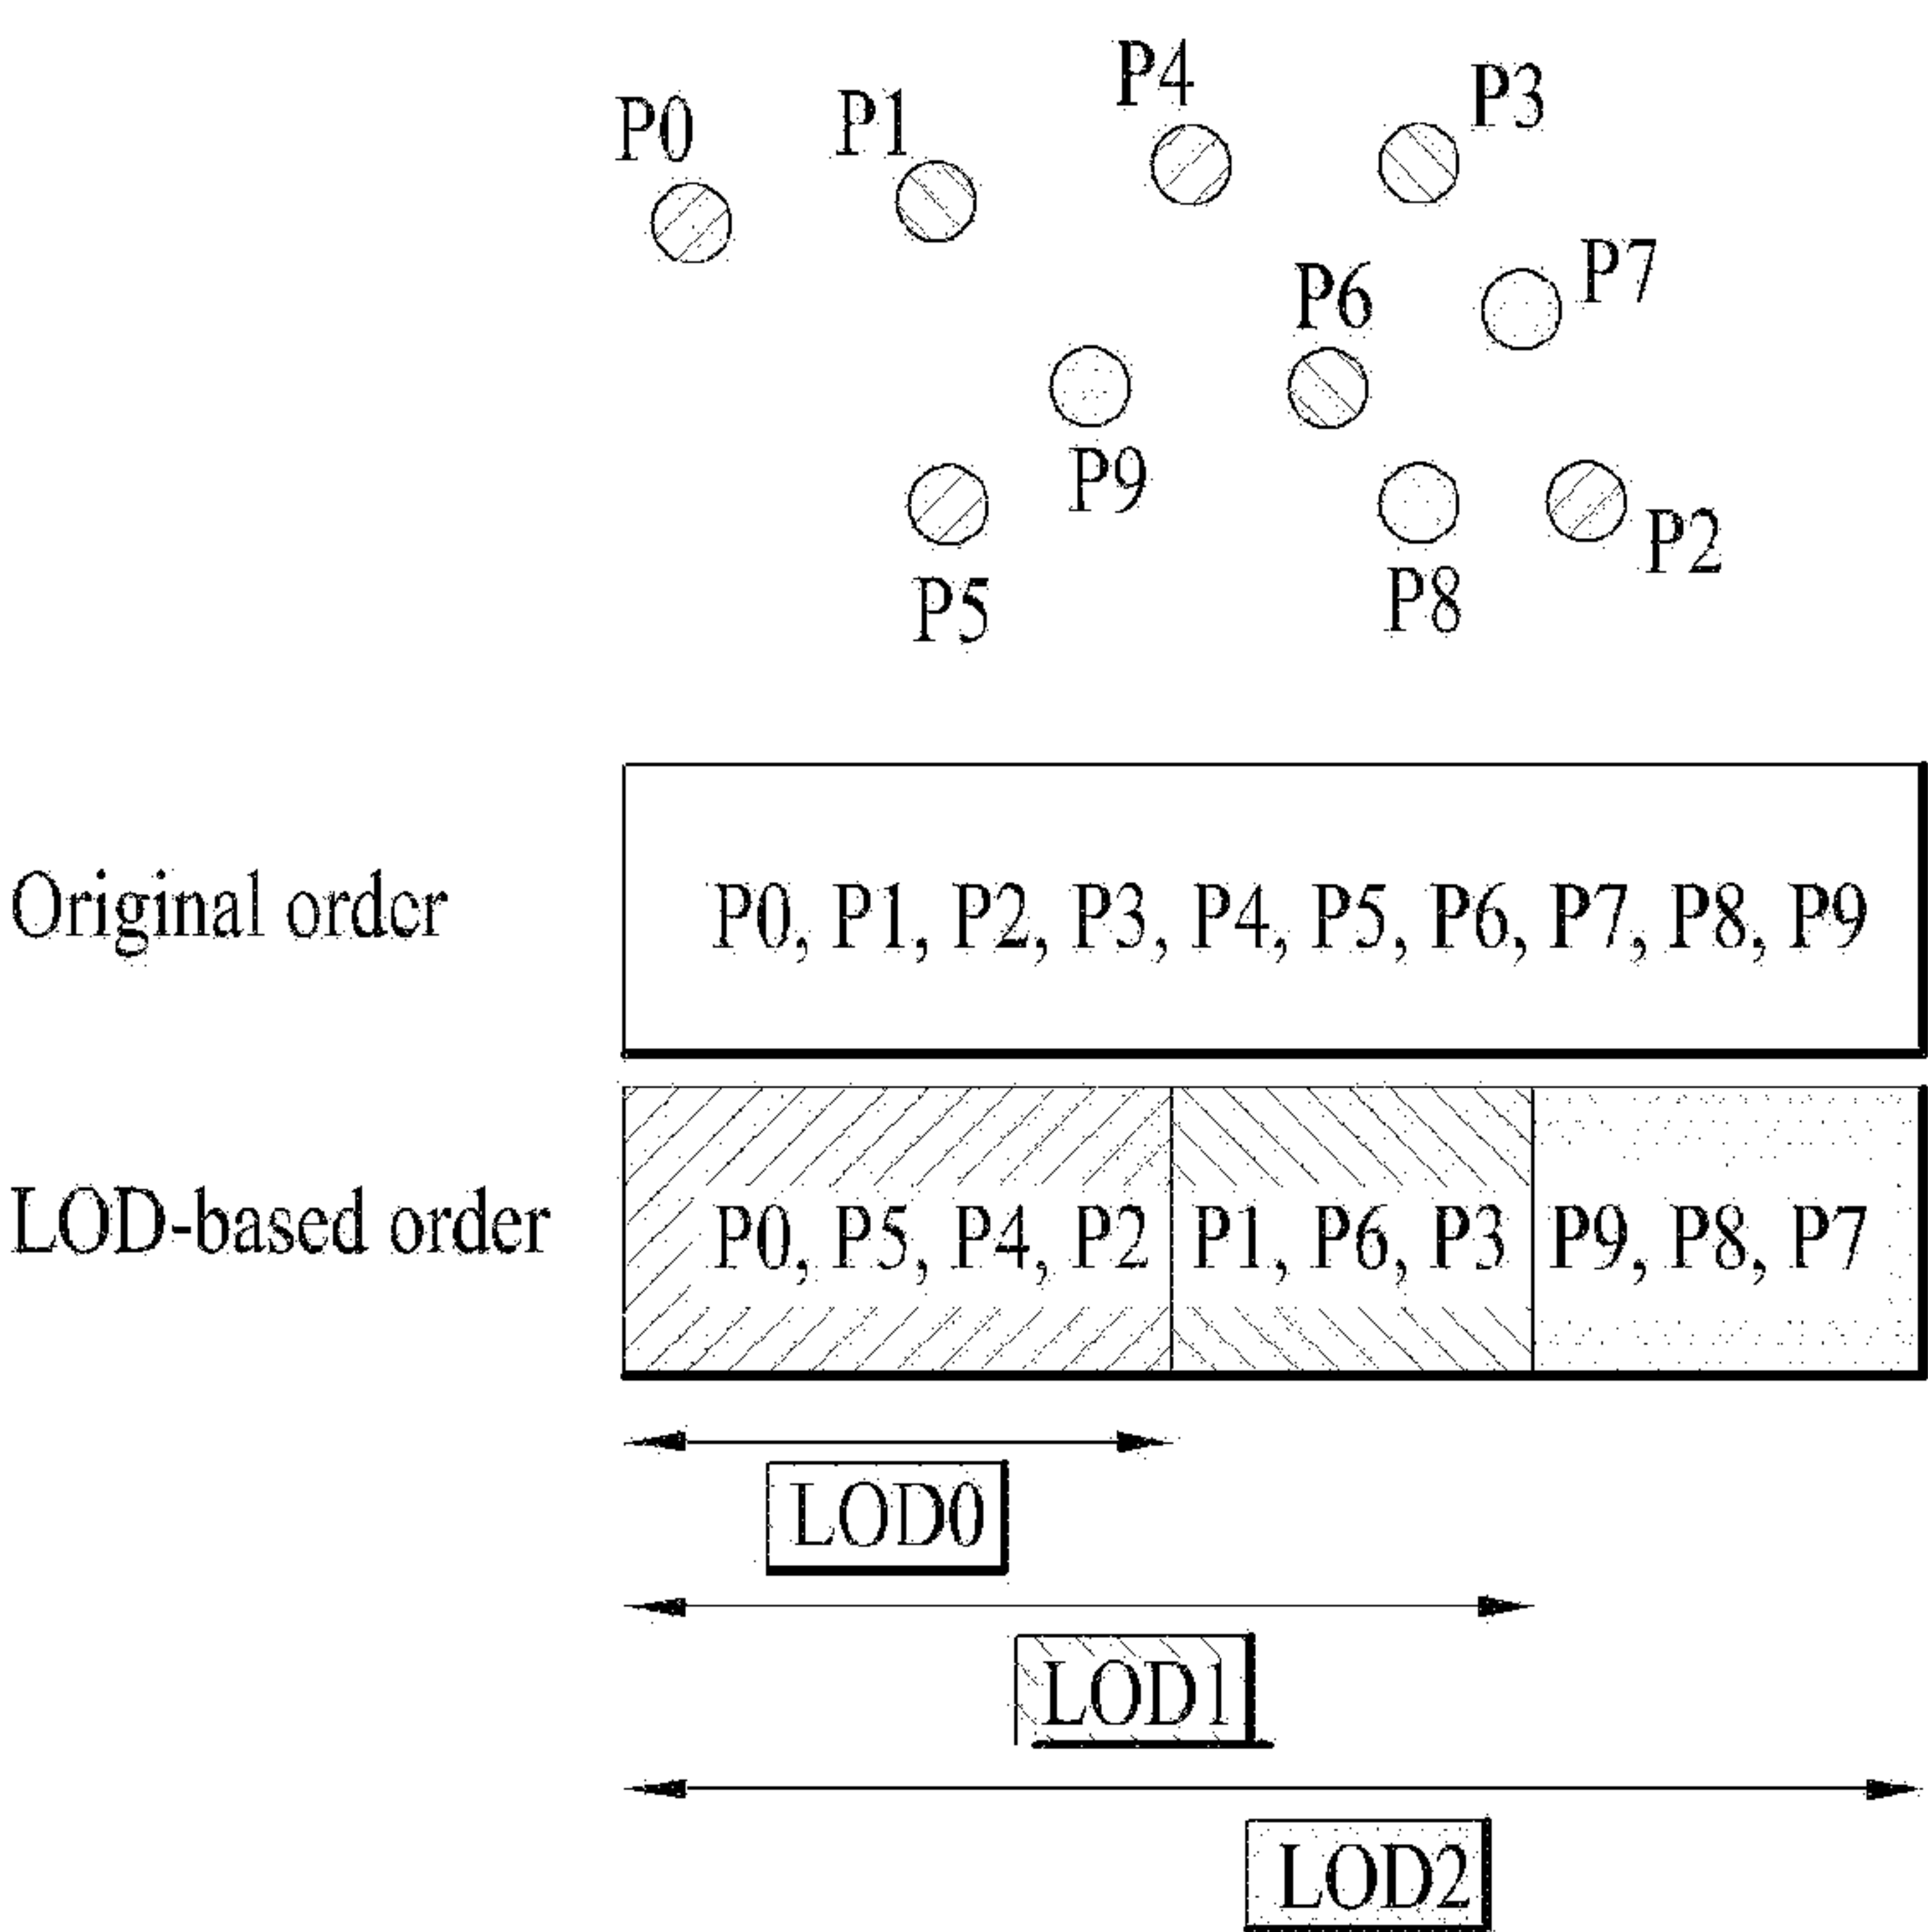 P4
P3
P0
P1
P7
P6
P9
P2
P8
P5
Original order
P0, P1, P2, P3, P4, P5, P6, P7, P8, P9
LOD-based order
P0, P5, P4, P2
P1, P6, P3
P9, P8, P7
LOD0
LOD1
LOD2